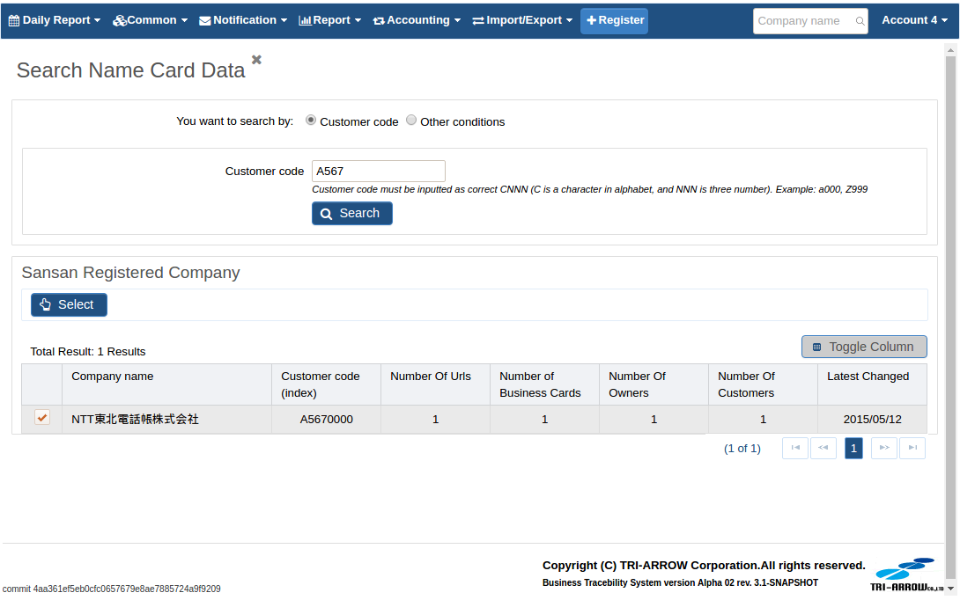 Daily Report Common Notification Report Accounting Import/Export Register Company name Account 4
Search Name Card Data
You want to search by: Customer code Other conditions
Customer code A567
Customer code must be inputted as correct CNNN (C is a character in alphabet, and NNN is three number). Example: a000, Z999
Search
Sansan Registered Company
Select
Total Result: 1 Results Toggle Column
Company name Customer code (index) Number Of Urls Number of Business Cards Number Of Owners Number Of Customers Latest Changed
NTT東北電話帳株式会社 A5670000 1 1 1 1 2015/05/12
(1 of 1) 1
Copyright (C) TRI-ARROW Corporation.All rights reserved.
Business Tracebility System version Alpha 02 rev. 3.1-SNAPSHOT
TRI-ARROW
commit 4aa361ef5eb0cfc0657679e8ae7885724a9f9209